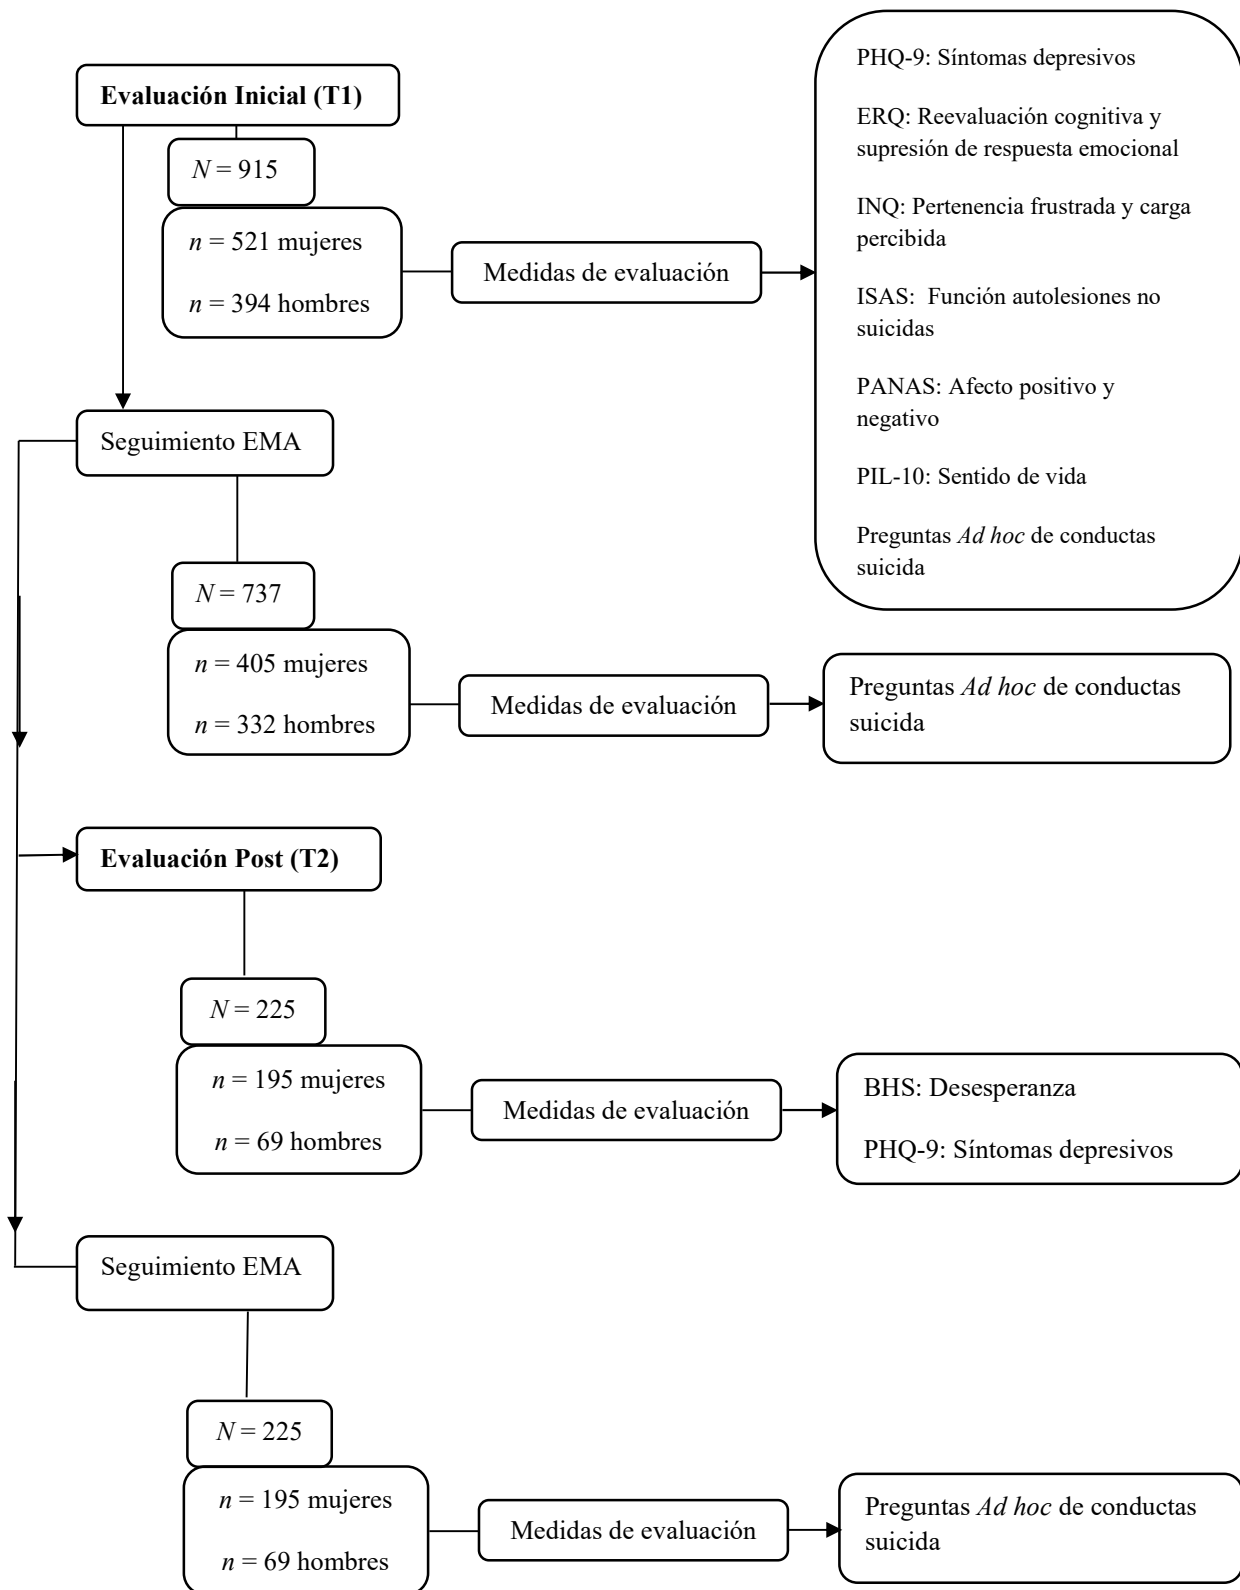 Evaluación Inicial (T1)
N = 915
n = 521 mujeres
n = 394 hombres
Medidas de evaluación
PHQ-9: Síntomas depresivos
ERQ: Reevaluación cognitiva y
supresión de respuesta emocional
INQ: Pertenencia frustrada y carga
percibida
ISAS:  Función autolesiones no
suicidas
PANAS: Afecto positivo y
negativo
PIL-10: Sentido de vida
Preguntas Ad hoc de conductas
suicida
Seguimiento EMA
N = 737
n = 405 mujeres
n = 332 hombres
Medidas de evaluación
Preguntas Ad hoc de conductas
suicida
Evaluación Post (T2)
N = 225
n = 195 mujeres
n = 69 hombres
Medidas de evaluación
BHS: Desesperanza
PHQ-9: Síntomas depresivos
Seguimiento EMA
N = 225
n = 195 mujeres
n = 69 hombres
Medidas de evaluación
Preguntas Ad hoc de conductas
suicida